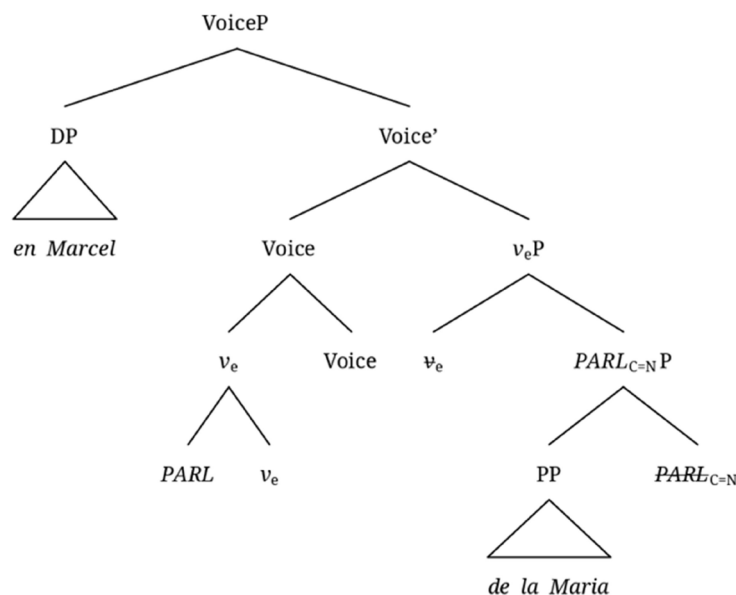 VoiceP
DP Voice’
en Marcel Voice vₑP
vₑ Voice vₑ PARL_C=N P
PARL vₑ PP PARL_C=N
de la Maria